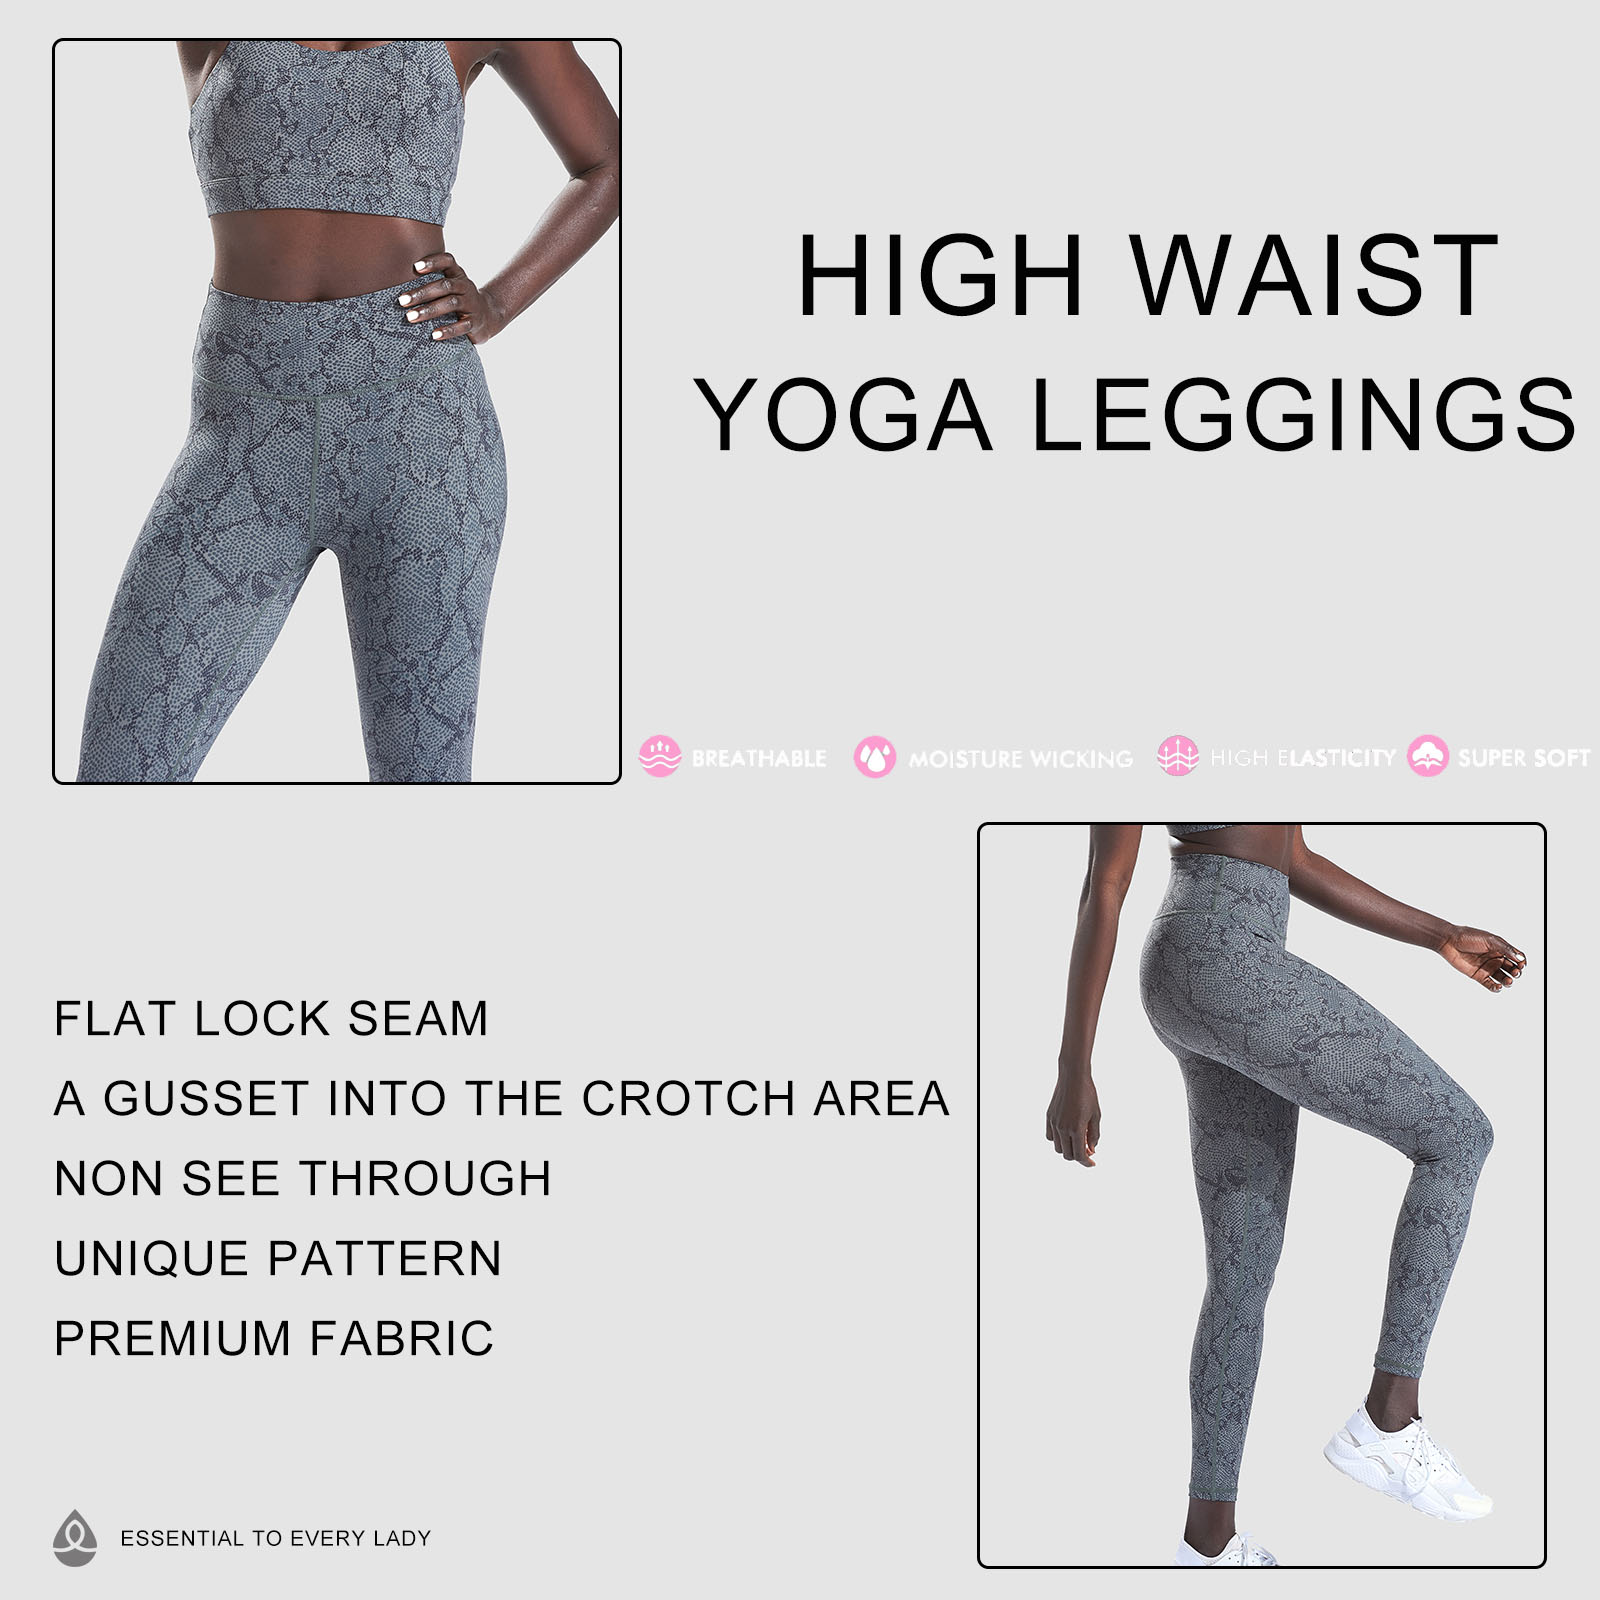 HIGH WAIST
YOGA LEGGINGS
BREATHABLE MOISTURE WICKING HIGH ELASTICITY SUPER SOFT
FLAT LOCK SEAM
A GUSSET INTO THE CROTCH AREA
NON SEE THROUGH
UNIQUE PATTERN
PREMIUM FABRIC
ESSENTIAL TO EVERY LADY